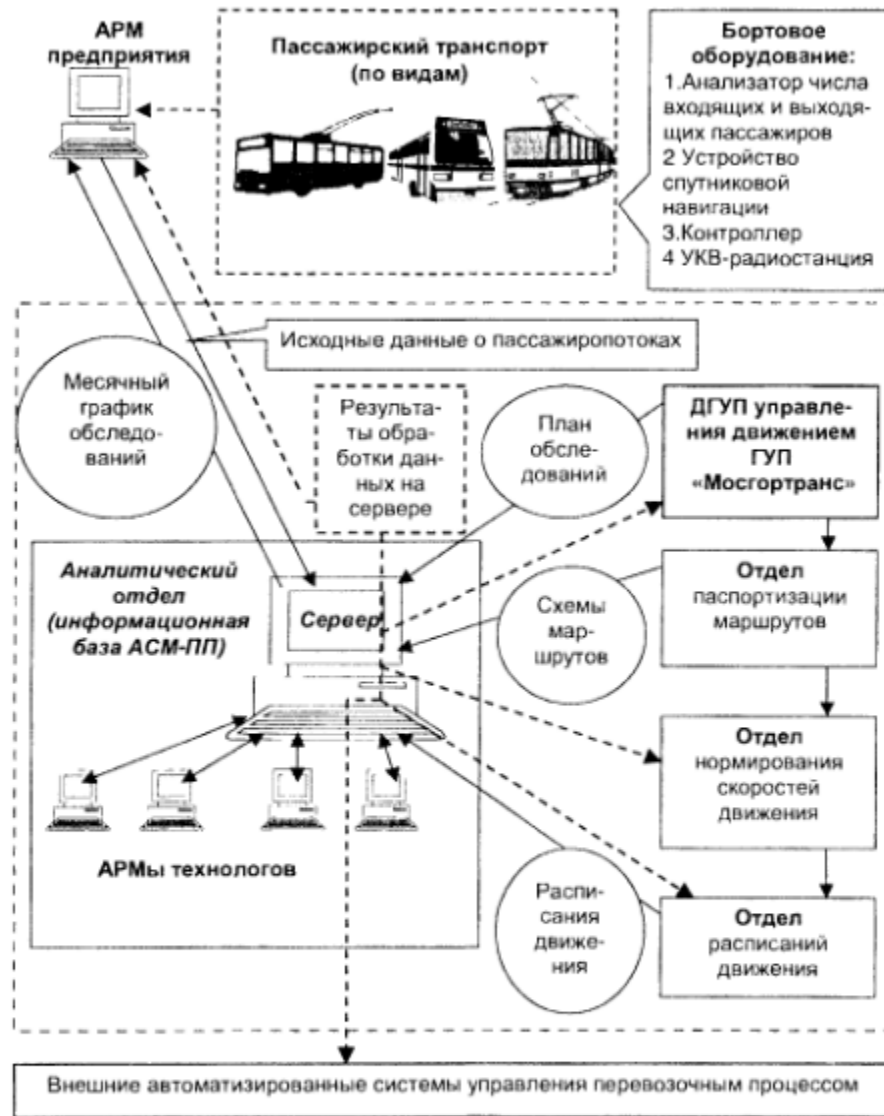 АРМ
предприятия
Пассажирский транспорт
(по видам)
Бортовое
оборудование:
1.Анализатор числа
входящих и выходя-
щих пассажиров
2 Устройство
спутниковой
навигации
3.Контроллер
4 УКВ-радиостанция
Исходные данные о пассажиропотоках
Месячный
график
обследо-
ваний
Результа-
ты обра-
ботки дан-
ных на
сервере
План
обсле-
дований
ДГУП управле-
ния движением
ГУП
«Мосгортранс»
Аналитический
отдел
(информационная
база АСМ-ПП)
Сервер
Схемы
мар-
шрутов
Отдел
паспортизации
маршрутов
Отдел
нормирования
скоростей
движения
АРМы технологов
Распи-
сания
движе-
ния
Отдел
расписаний
движения
Внешние автоматизированные системы управления перевозочным процессом